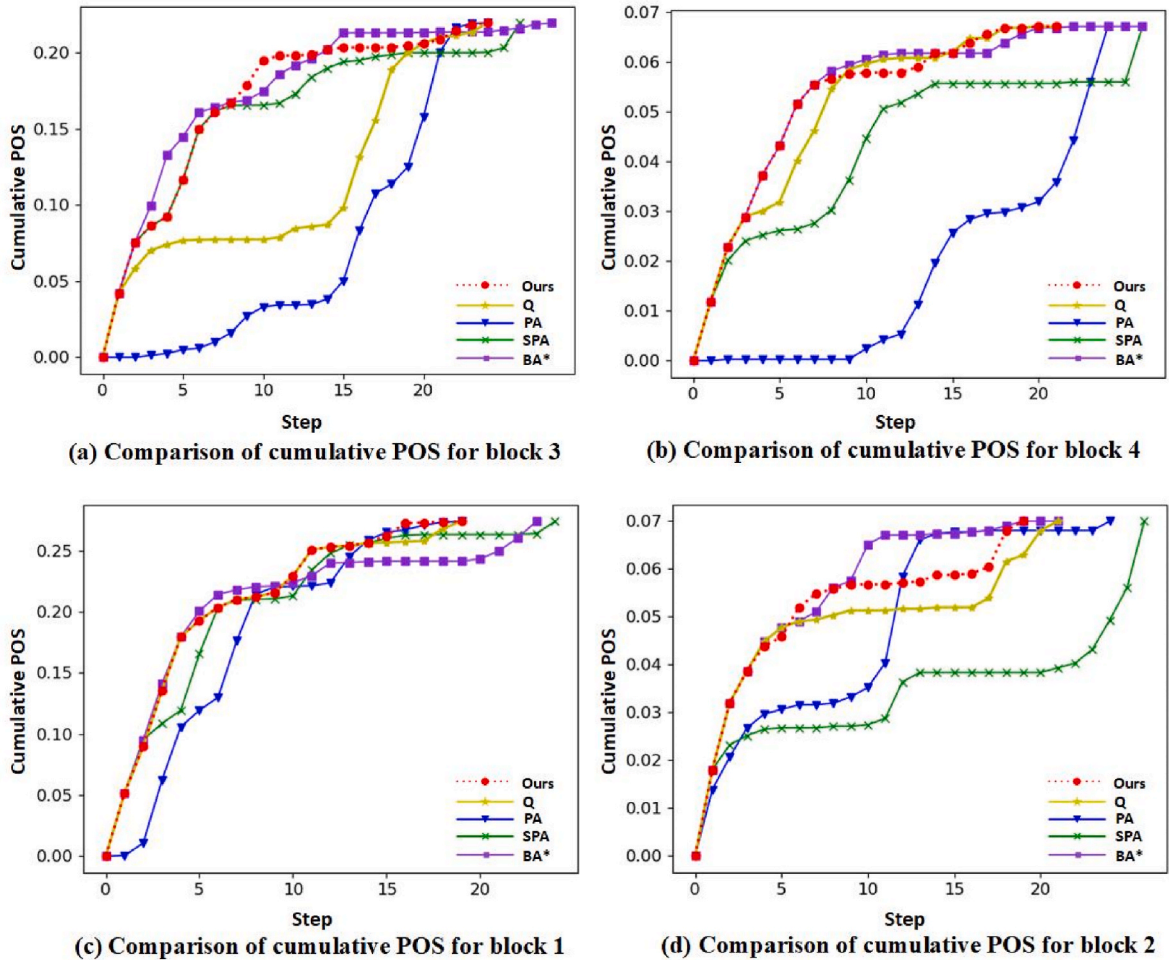 0.20
0.15
0.10
0.05
0.00
Cumulative POS
0 5 10 15 20
Step
Ours
Q
PA
SPA
BA*
(a) Comparison of cumulative POS for block 3
0.07
0.06
0.05
0.04
0.03
0.02
0.01
0.00
Cumulative POS
0 5 10 15 20
Step
Ours
Q
PA
SPA
BA*
(b) Comparison of cumulative POS for block 4
0.25
0.20
0.15
0.10
0.05
0.00
Cumulative POS
0 5 10 15 20
Step
Ours
Q
PA
SPA
BA*
(c) Comparison of cumulative POS for block 1
0.07
0.06
0.05
0.04
0.03
0.02
0.01
0.00
Cumulative POS
0 5 10 15 20
Step
Ours
Q
PA
SPA
BA*
(d) Comparison of cumulative POS for block 2